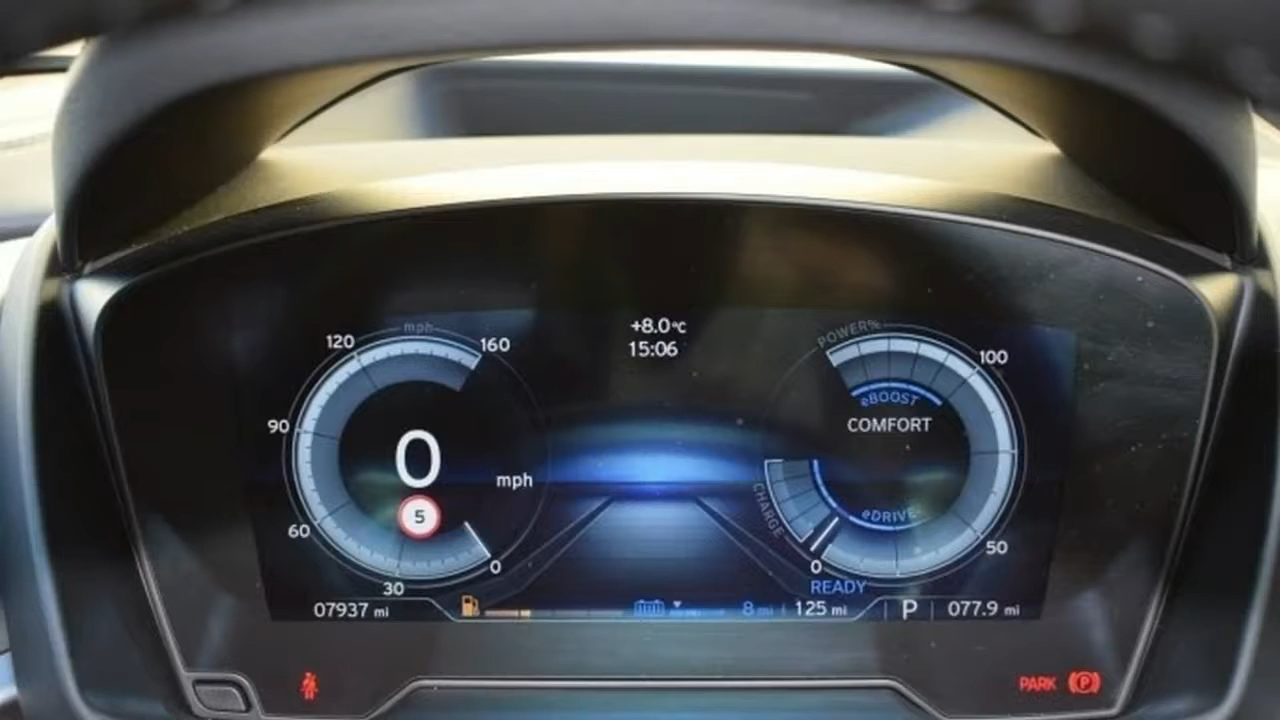 +8.0°C
15:06
mph
160
120
90
60
30
0
0
mph
5
POWER%
100
50
0
eBOOST
COMFORT
CHARGE
eDRIVE
READY
07937 mi
8 mi
125 mi
P
077.9 mi
PARK (P)